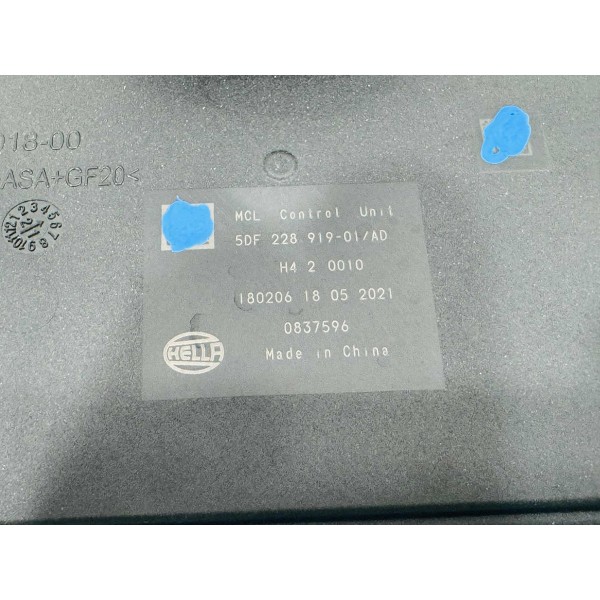 018-00
ASA+GF20<
MCL Control Unit
5DF 228 919-01/AD
H4 2 0010
180206 18 05 2021
0837596
HELLA Made in China